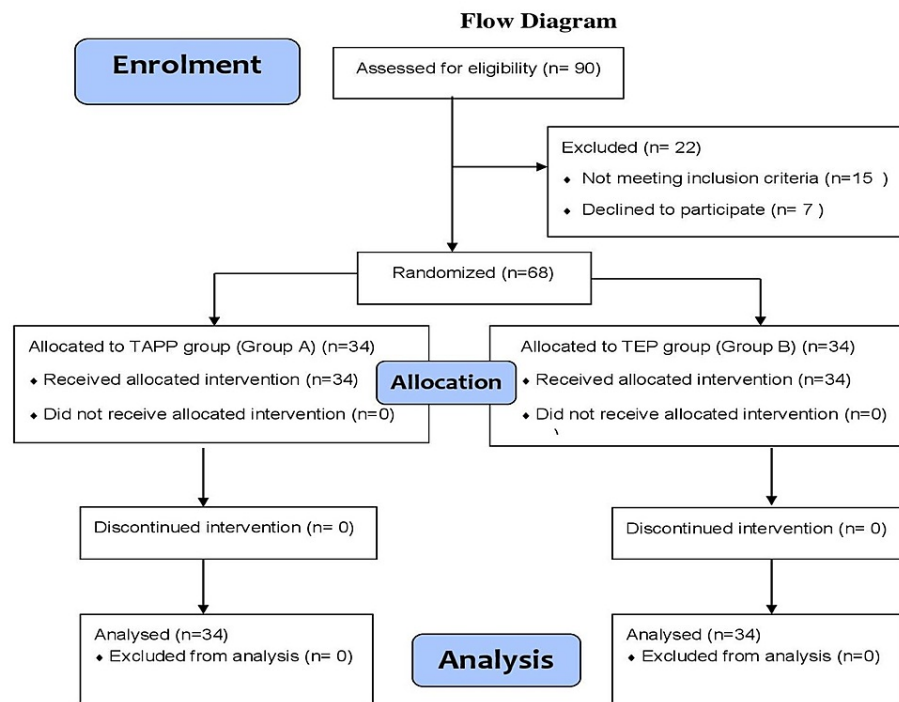 Flow Diagram
Enrolment
Assessed for eligibility (n= 90)
Excluded (n= 22)
♦ Not meeting inclusion criteria (n=15 )
♦ Declined to participate (n= 7 )
Randomized (n=68)
Allocated to TAPP group (Group A) (n=34)
♦ Received allocated intervention (n=34)
♦ Did not receive allocated intervention (n=0)
Allocation
Allocated to TEP group (Group B) (n=34)
♦ Received allocated intervention (n=34)
♦ Did not receive allocated intervention (n=0)
Discontinued intervention (n= 0)
Discontinued intervention (n= 0)
Analysed (n=34)
♦ Excluded from analysis (n= 0)
Analysis
Analysed (n=34)
♦ Excluded from analysis (n=0)